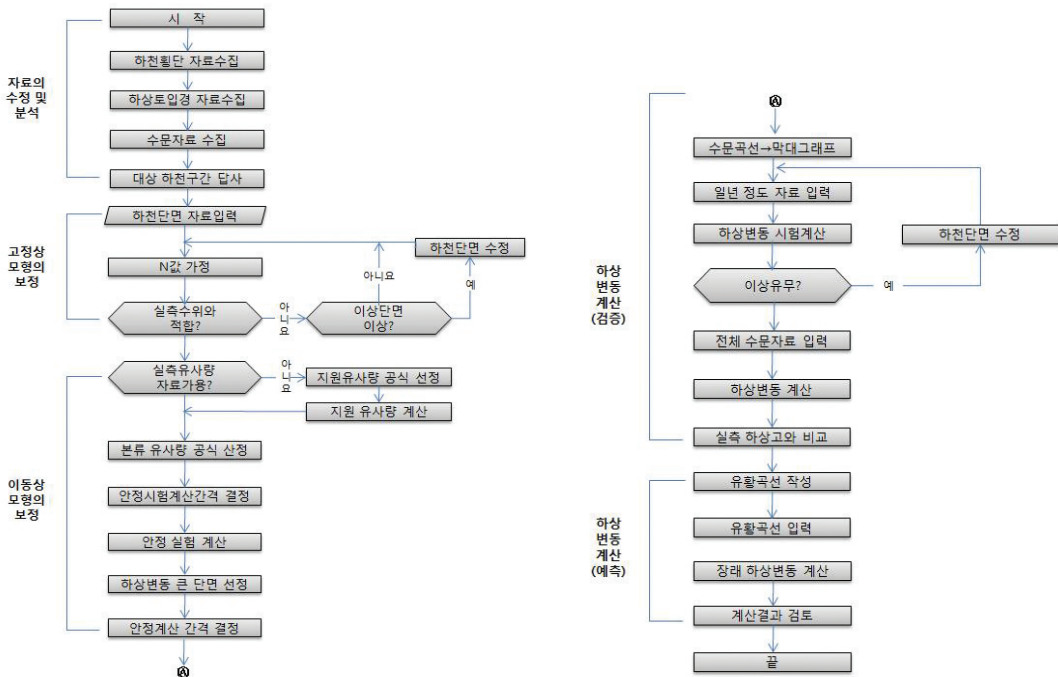 시 작
하천횡단 자료수집
자료의
수정 및
분석
하상토입경 자료수집
수문자료 수집
대상 하천구간 답사
하천단면 자료입력
고정상
모형의
보정
하천단면 수정
아니요
예
N값 가정
실측수위와
적합?
아
니
요
이상단면
이상?
실측유사량
자료가용?
아
니
요
지원유사량 공식 선정
지원 유사량 계산
이동상
모형의
보정
본류 유사량 공식 산정
안정시험계산간격 결정
안정 실험 계산
하상변동 큰 단면 선정
안정계산 간격 결정
Ⓐ
Ⓐ
수문곡선→막대그래프
일년 정도 자료 입력
하상변동 시험계산
하천단면 수정
하상
변동
계산
(검증)
이상유무?
예
전체 수문자료 입력
하상변동 계산
실측 하상고와 비교
유황곡선 작성
하상
변동
계산
(예측)
유황곡선 입력
장래 하상변동 계산
계산결과 검토
끝